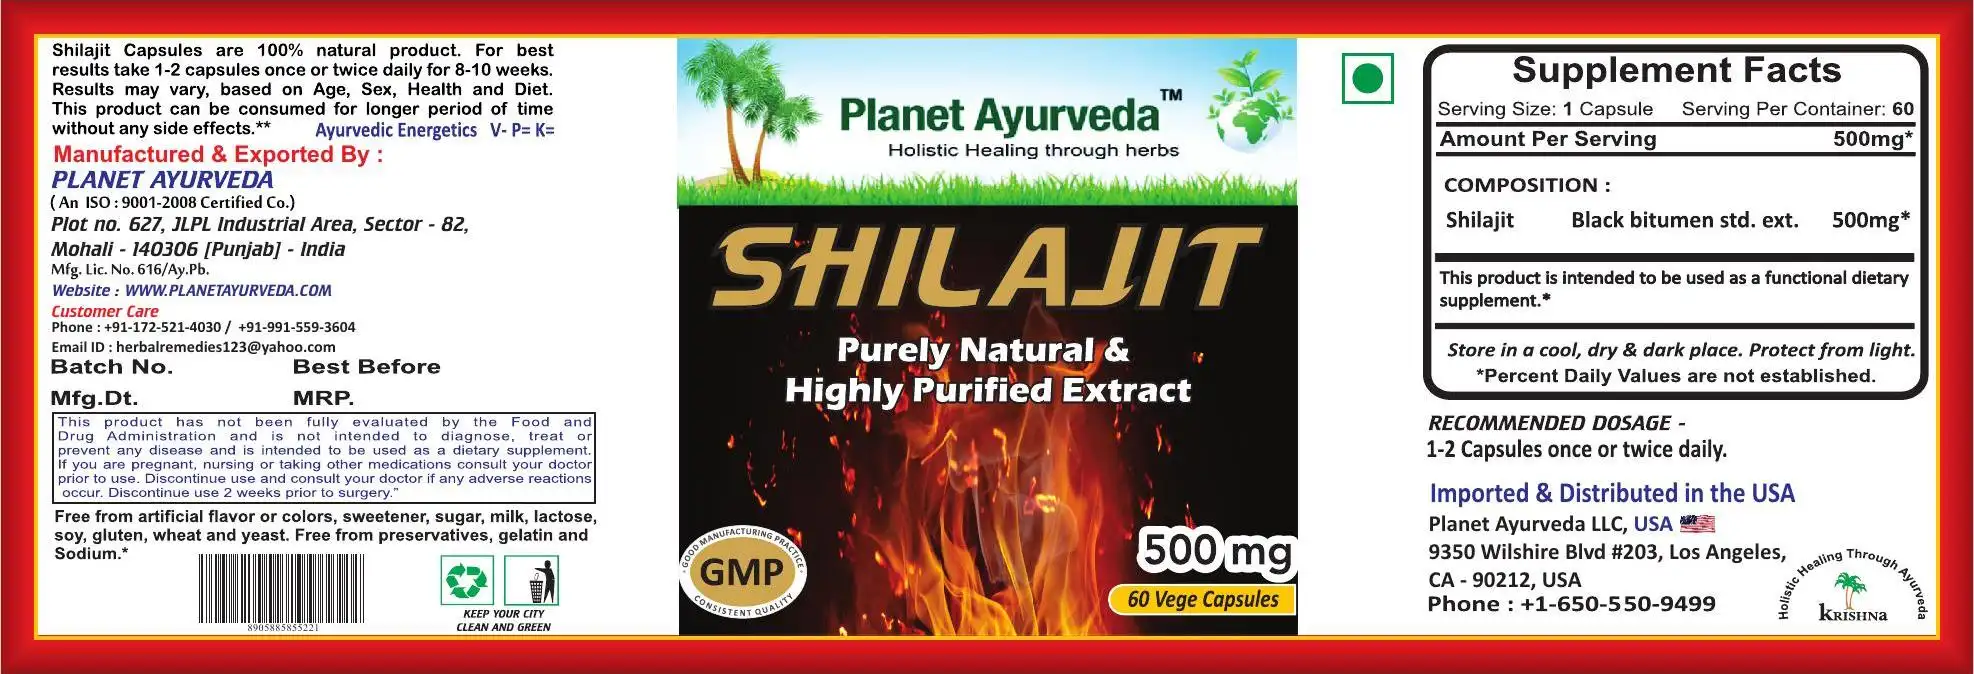 Shilajit Capsules are 100% natural product. For best
results take 1-2 capsules once or twice daily for 8-10 weeks.
Results may vary, based on Age, Sex, Health and Diet.
This product can be consumed for longer period of time
without any side effects.** Ayurvedic Energetics V- P= K=
Manufactured & Exported By :
PLANET AYURVEDA
( An ISO : 9001-2008 Certified Co.)
Plot no. 627, JLPL Industrial Area, Sector - 82,
Mohali - 140306 [Punjab] - India
Mfg. Lic. No. 616/Ay.Pb.
Website : WWW.PLANETAYURVEDA.COM
Customer Care
Phone : +91-172-521-4030 / +91-991-559-3604
Email ID : herbalremedies123@yahoo.com
Batch No. Best Before
Mfg.Dt. MRP.
This product has not been fully evaluated by the Food and
Drug Administration and is not intended to diagnose, treat or
prevent any disease and is intended to be used as a dietary supplement.
If you are pregnant, nursing or taking other medications consult your doctor
prior to use. Discontinue use and consult your doctor if any adverse reactions
occur. Discontinue use 2 weeks prior to surgery.”
Free from artificial flavor or colors, sweetener, sugar, milk, lactose,
soy, gluten, wheat and yeast. Free from preservatives, gelatin and
Sodium.*
8905885855221
KEEP YOUR CITY
CLEAN AND GREEN
Planet Ayurveda™
Holistic Healing through herbs
SHILAJIT
Purely Natural &
Highly Purified Extract
GOOD MANUFACTURING PRACTICE
GMP
CONSISTENT QUALITY
500 mg
60 Vege Capsules
Supplement Facts
Serving Size: 1 Capsule Serving Per Container: 60
Amount Per Serving 500mg*
COMPOSITION :
Shilajit Black bitumen std. ext. 500mg*
This product is intended to be used as a functional dietary
supplement.*
Store in a cool, dry & dark place. Protect from light.
*Percent Daily Values are not established.
RECOMMENDED DOSAGE -
1-2 Capsules once or twice daily.
Imported & Distributed in the USA
Planet Ayurveda LLC, USA
9350 Wilshire Blvd #203, Los Angeles,
CA - 90212, USA
Phone : +1-650-550-9499
Holistic Healing Through Ayurveda
KRISHNa